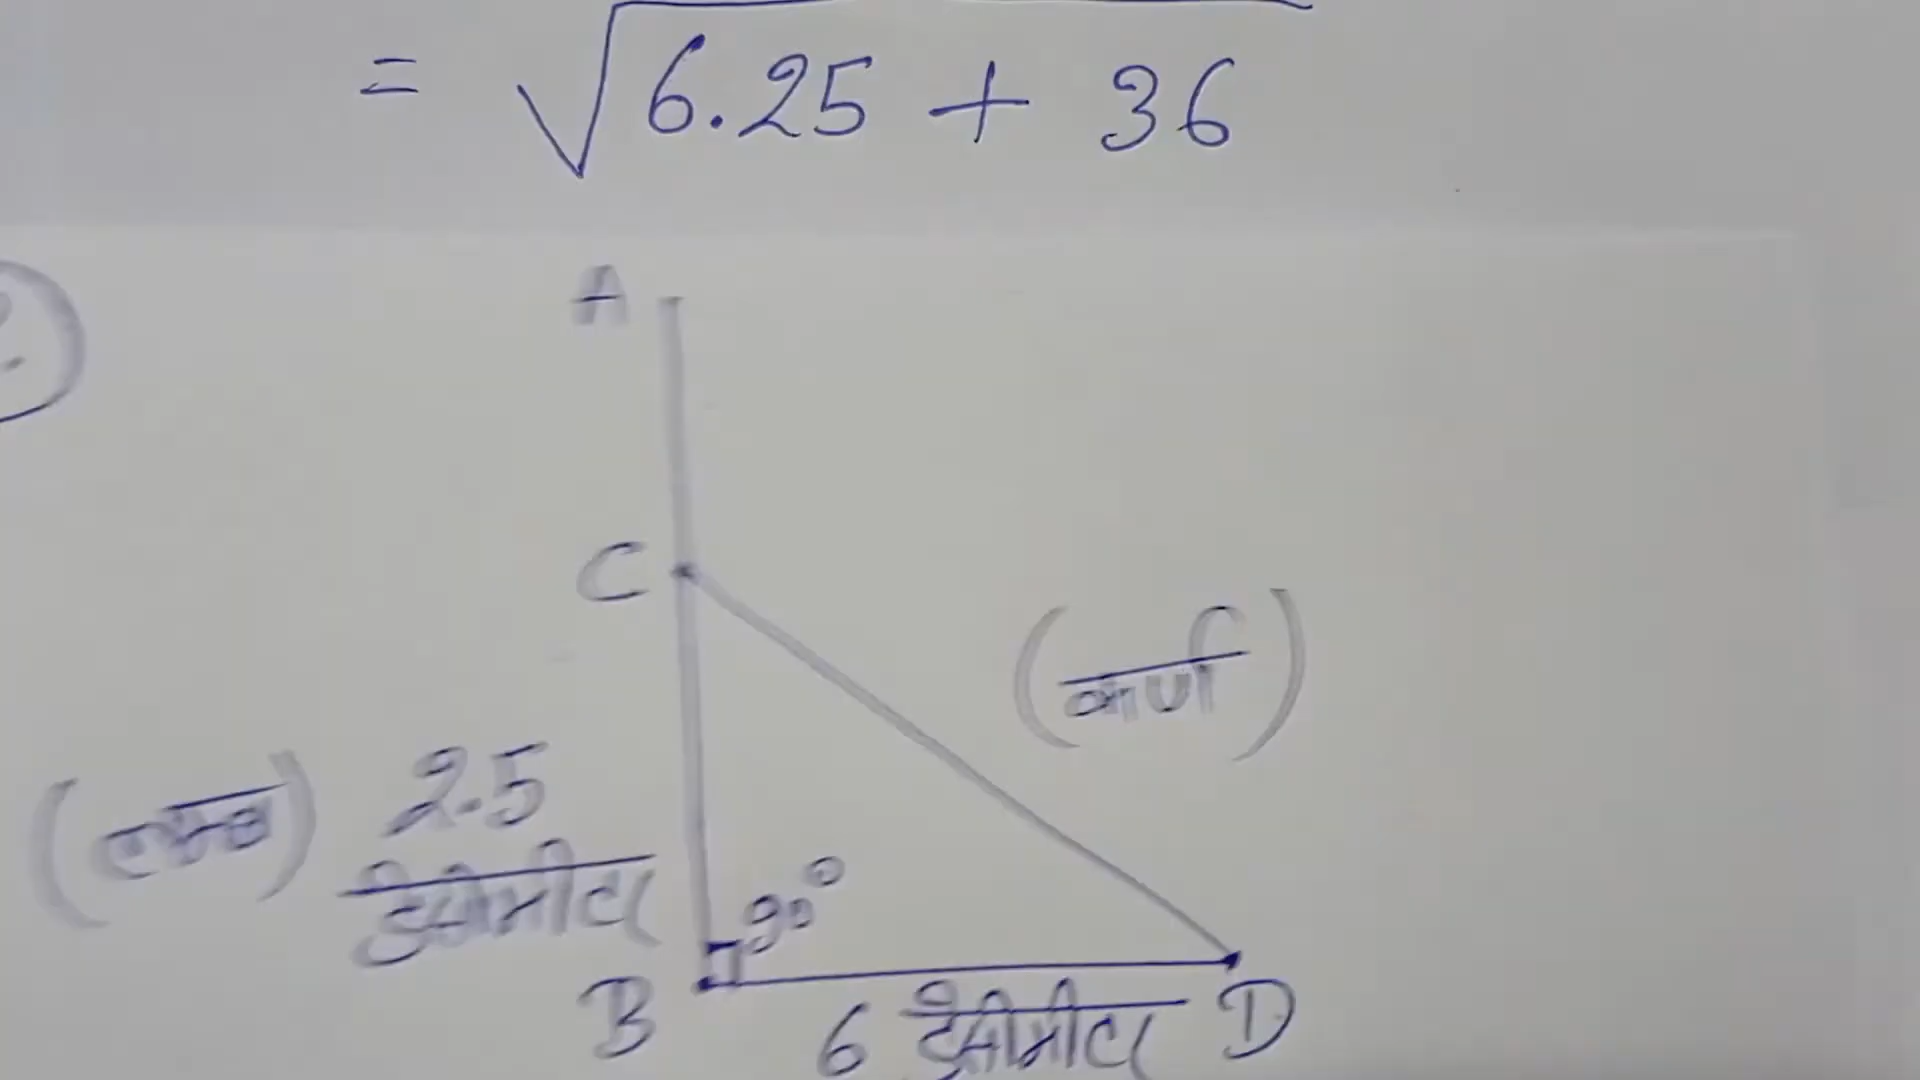 = √6.25 + 36
A
C
(कर्ण)
(लम्ब) 2.5
डेसीमीटर
90°
B
6 डेसीमीटर D